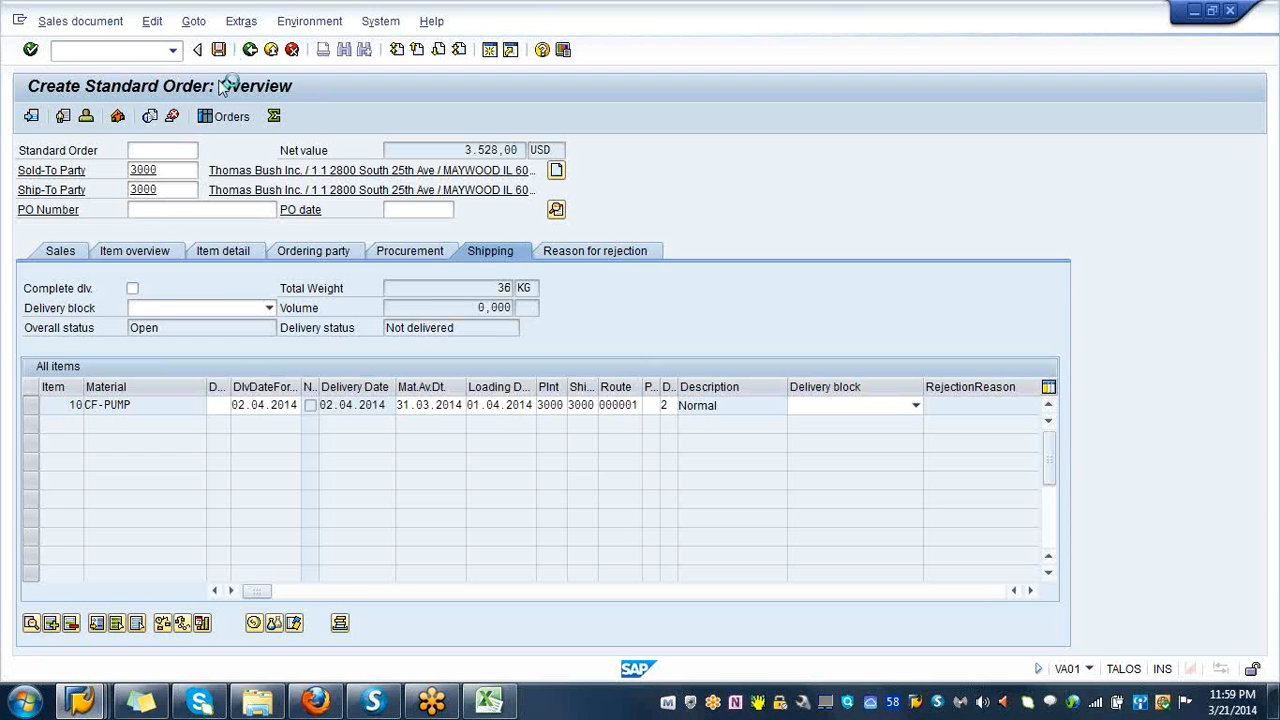 Sales document Edit Goto Extras Environment System Help
Create Standard Order: Overview
Orders
Standard Order Net value 3.528,00 USD
Sold-To Party 3000 Thomas Bush Inc. / 1 1 2800 South 25th Ave / MAYWOOD IL 60...
Ship-To Party 3000 Thomas Bush Inc. / 1 1 2800 South 25th Ave / MAYWOOD IL 60...
PO Number PO date
Sales Item overview Item detail Ordering party Procurement Shipping Reason for rejection
Complete dlv. Total Weight 36 KG
Delivery block Volume 0,000
Overall status Open Delivery status Not delivered
All items
Item Material D... DlvDateFor... N.. Delivery Date Mat.Av.Dt. Loading D... Plnt Shi... Route P... D.. Description Delivery block RejectionReason
10 CF-PUMP 02.04.2014 02.04.2014 31.03.2014 01.04.2014 3000 3000 000001 2 Normal
SAP VA01 TALOS INS
58 11:59 PM
3/21/2014